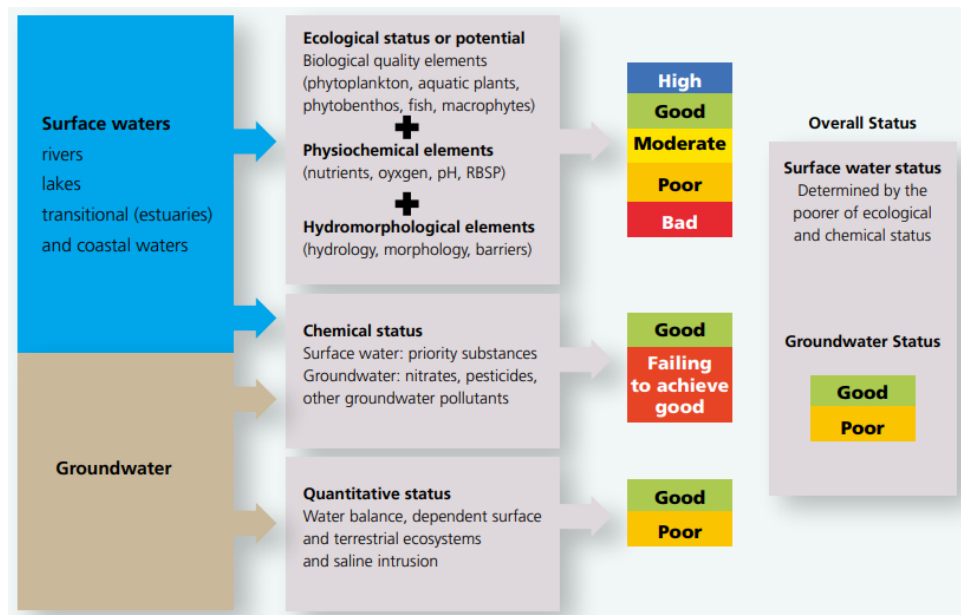 Surface waters
rivers
lakes
transitional (estuaries)
and coastal waters
Groundwater
Ecological status or potential
Biological quality elements
(phytoplankton, aquatic plants,
phytobenthos, fish, macrophytes)
Physiochemical elements
(nutrients, oyxgen, pH, RBSP)
Hydromorphological elements
(hydrology, morphology, barriers)
Chemical status
Surface water: priority substances
Groundwater: nitrates, pesticides,
other groundwater pollutants
Quantitative status
Water balance, dependent surface
and terrestrial ecosystems
and saline intrusion
High
Good
Moderate
Poor
Bad
Good
Failing
to achieve
good
Good
Poor
Overall Status
Surface water status
Determined by the
poorer of ecological
and chemical status
Groundwater Status
Good
Poor